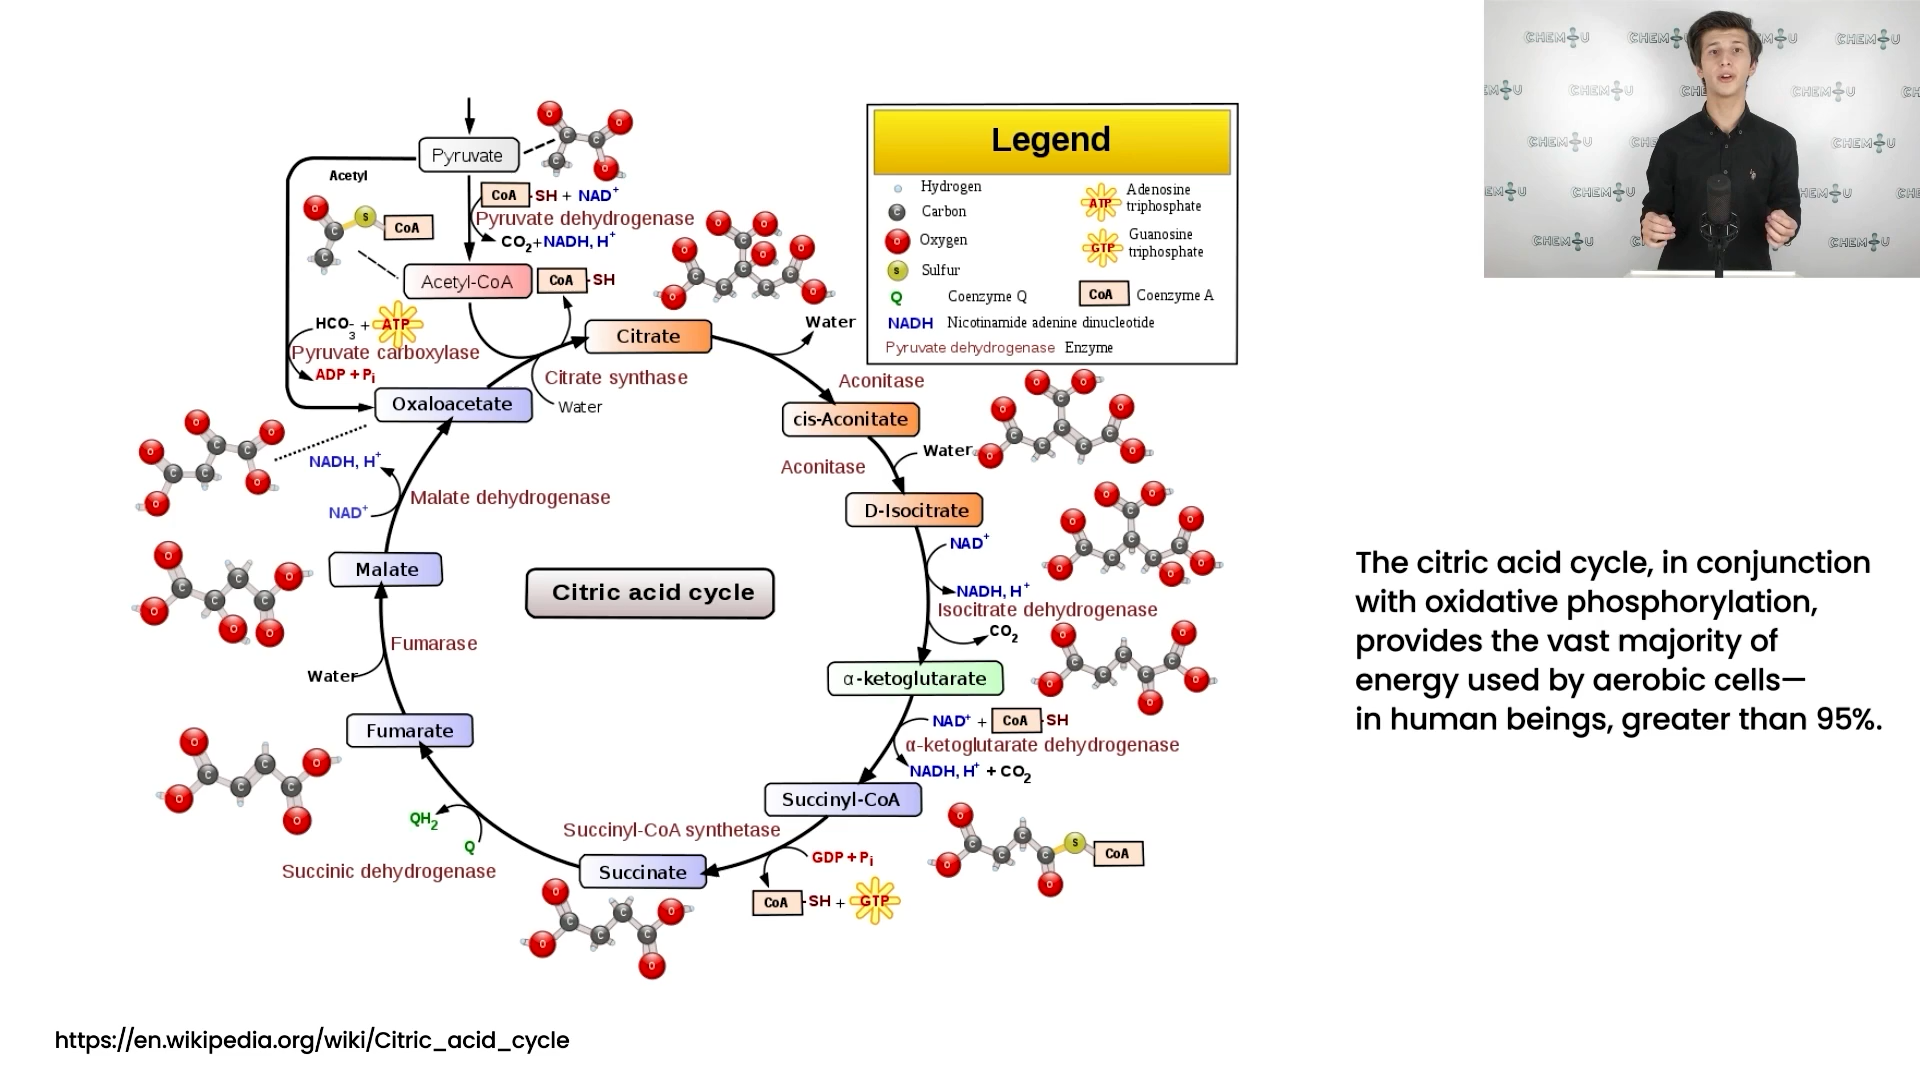 Pyruvate
Acetyl
CoA -SH + NAD⁺
Pyruvate dehydrogenase
CO₂+NADH, H⁺
S
CoA
Acetyl-CoA
CoA -SH
HCO₃⁻ + ATP
Pyruvate carboxylase
ADP + Pᵢ
Citrate
Water
Citrate synthase
Water
Oxaloacetate
Aconitase
cis-Aconitate
Water
Aconitase
D-Isocitrate
NAD⁺
NADH, H⁺
Isocitrate dehydrogenase
CO₂
α-ketoglutarate
NAD⁺ + CoA -SH
α-ketoglutarate dehydrogenase
NADH, H⁺ + CO₂
Succinyl-CoA
S
CoA
Succinyl-CoA synthetase
GDP + Pᵢ
CoA -SH + GTP
Succinate
QH₂
Q
Succinic dehydrogenase
Fumarate
Water
Fumarase
Malate
NAD⁺
NADH, H⁺
Malate dehydrogenase
Citric acid cycle
Legend
Hydrogen
C Carbon
O Oxygen
S Sulfur
Q Coenzyme Q
NADH Nicotinamide adenine dinucleotide
Pyruvate dehydrogenase Enzyme
ATP Adenosine
triphosphate
GTP Guanosine
triphosphate
CoA Coenzyme A
CHEM U
The citric acid cycle, in conjunction
with oxidative phosphorylation,
provides the vast majority of
energy used by aerobic cells—
in human beings, greater than 95%.
https://en.wikipedia.org/wiki/Citric_acid_cycle